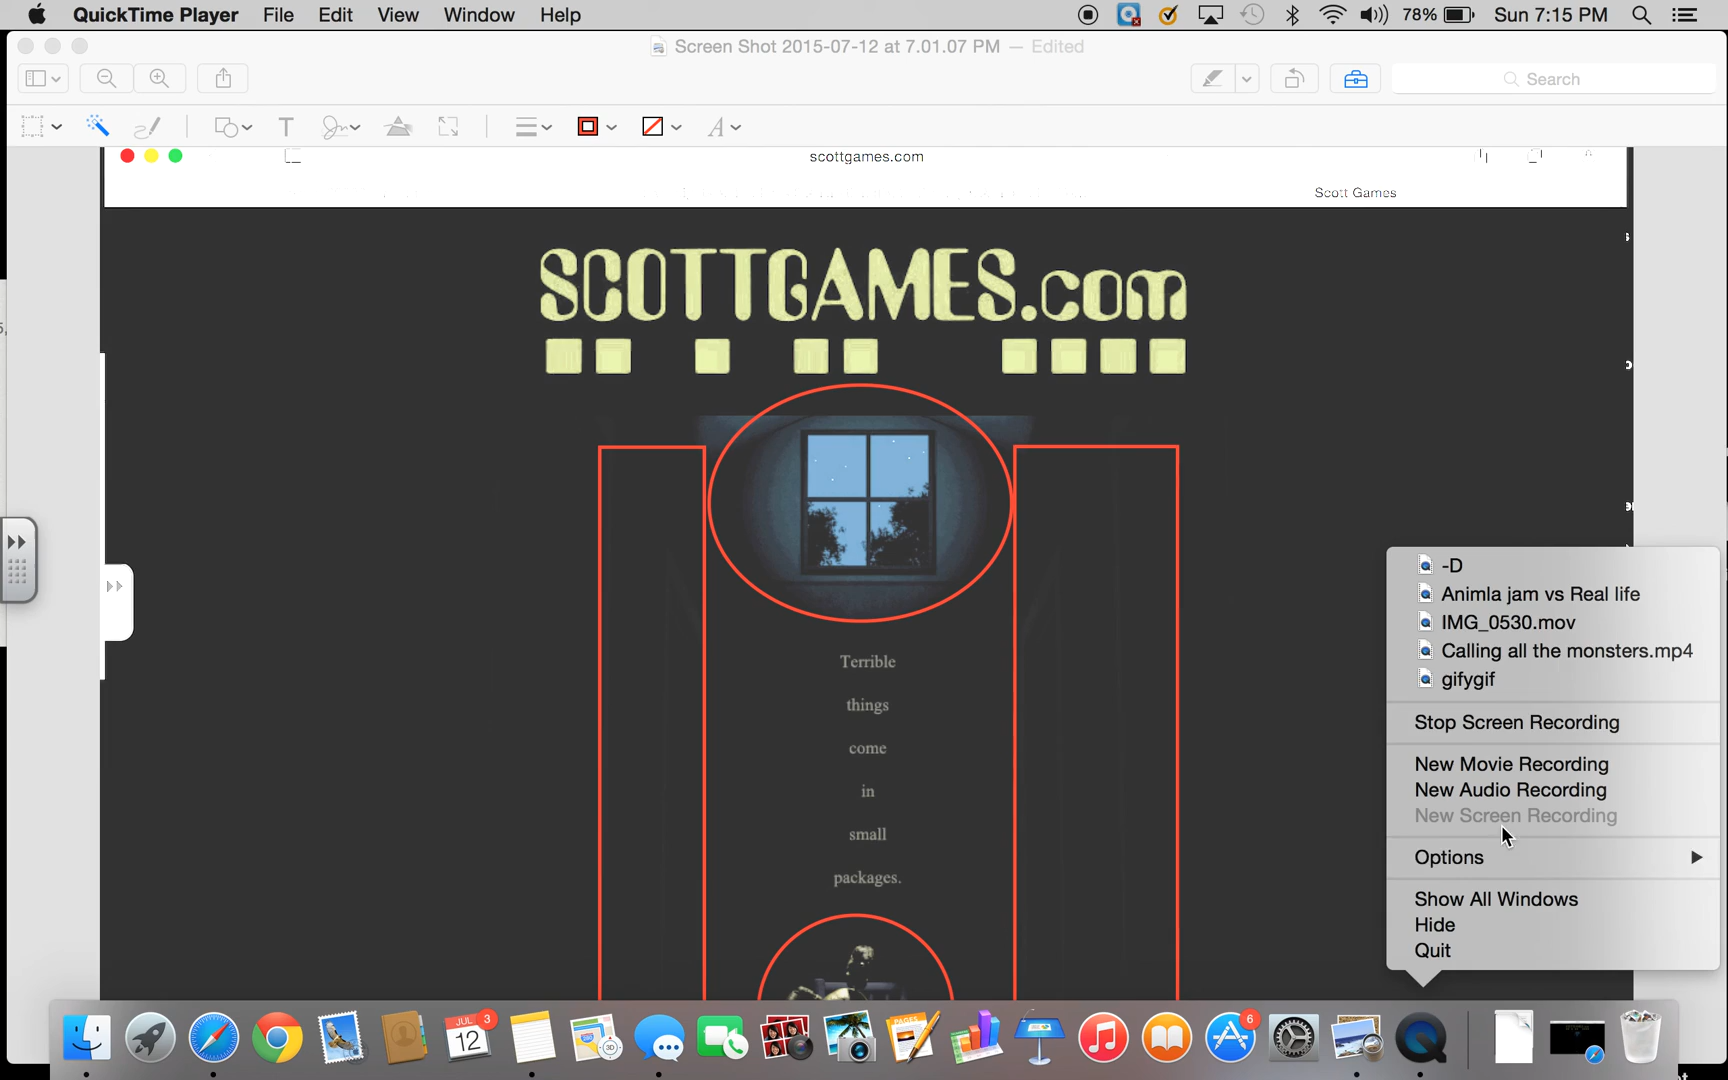 QuickTime Player File Edit View Window Help 78% Sun 7:15 PM
Screen Shot 2015-07-12 at 7.01.07 PM — Edited
Search
T A
scottgames.com
Scott Games
SCOTTGAMES.com
Terrible
things
come
in
small
packages.
-D
Animla jam vs Real life
IMG_0530.mov
Calling all the monsters.mp4
gifygif
Stop Screen Recording
New Movie Recording
New Audio Recording
New Screen Recording
Options
Show All Windows
Hide
Quit
JUL 3
12
3D
PAGES
6